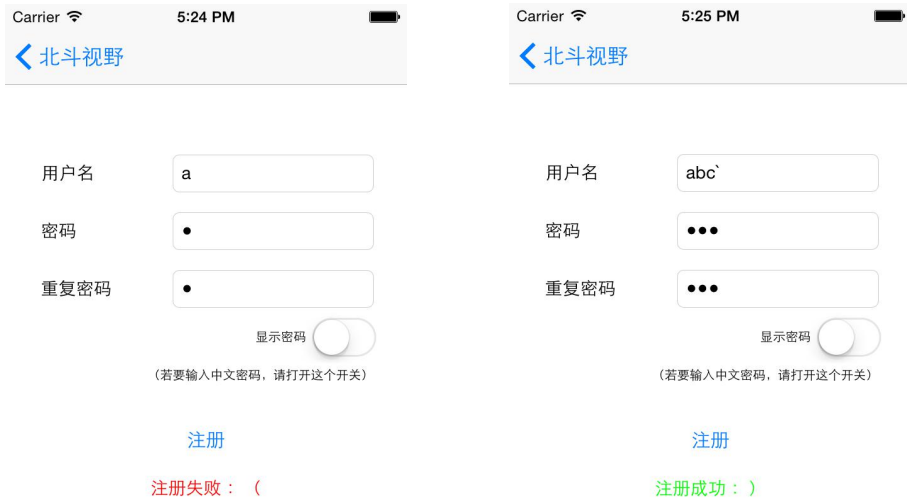 Carrier 5:24 PM
北斗视野
用户名 a
密码 •
重复密码 •
显示密码
（若要输入中文密码，请打开这个开关）
注册
注册失败：（
Carrier 5:25 PM
北斗视野
用户名 abc`
密码 •••
重复密码 •••
显示密码
（若要输入中文密码，请打开这个开关）
注册
注册成功：）